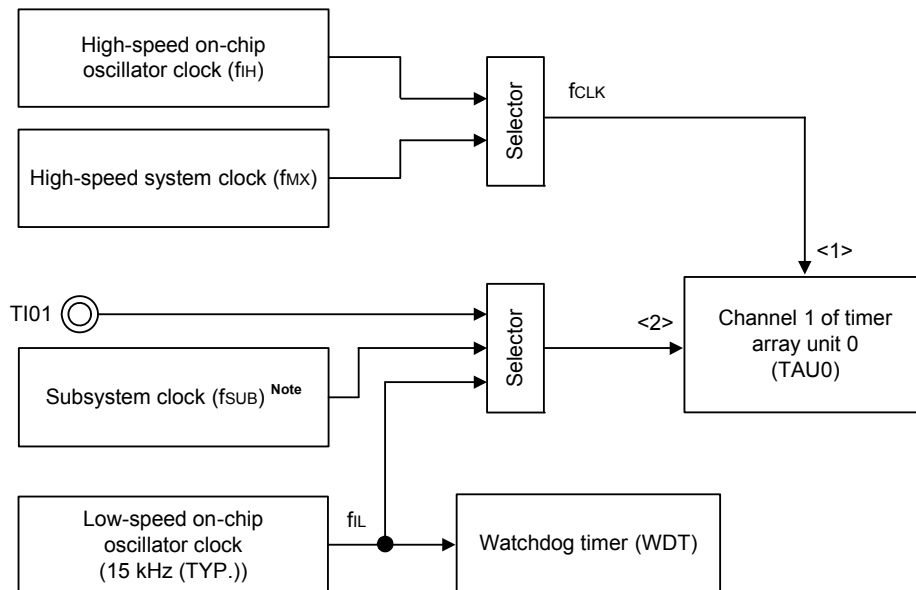 High-speed on-chip
oscillator clock (fIH)
Selector
fCLK
High-speed system clock (fMX)
<1>
TI01
Selector
<2>
Channel 1 of timer
array unit 0
(TAU0)
Subsystem clock (fSUB) Note
Low-speed on-chip
oscillator clock
(15 kHz (TYP.))
fIL
Watchdog timer (WDT)